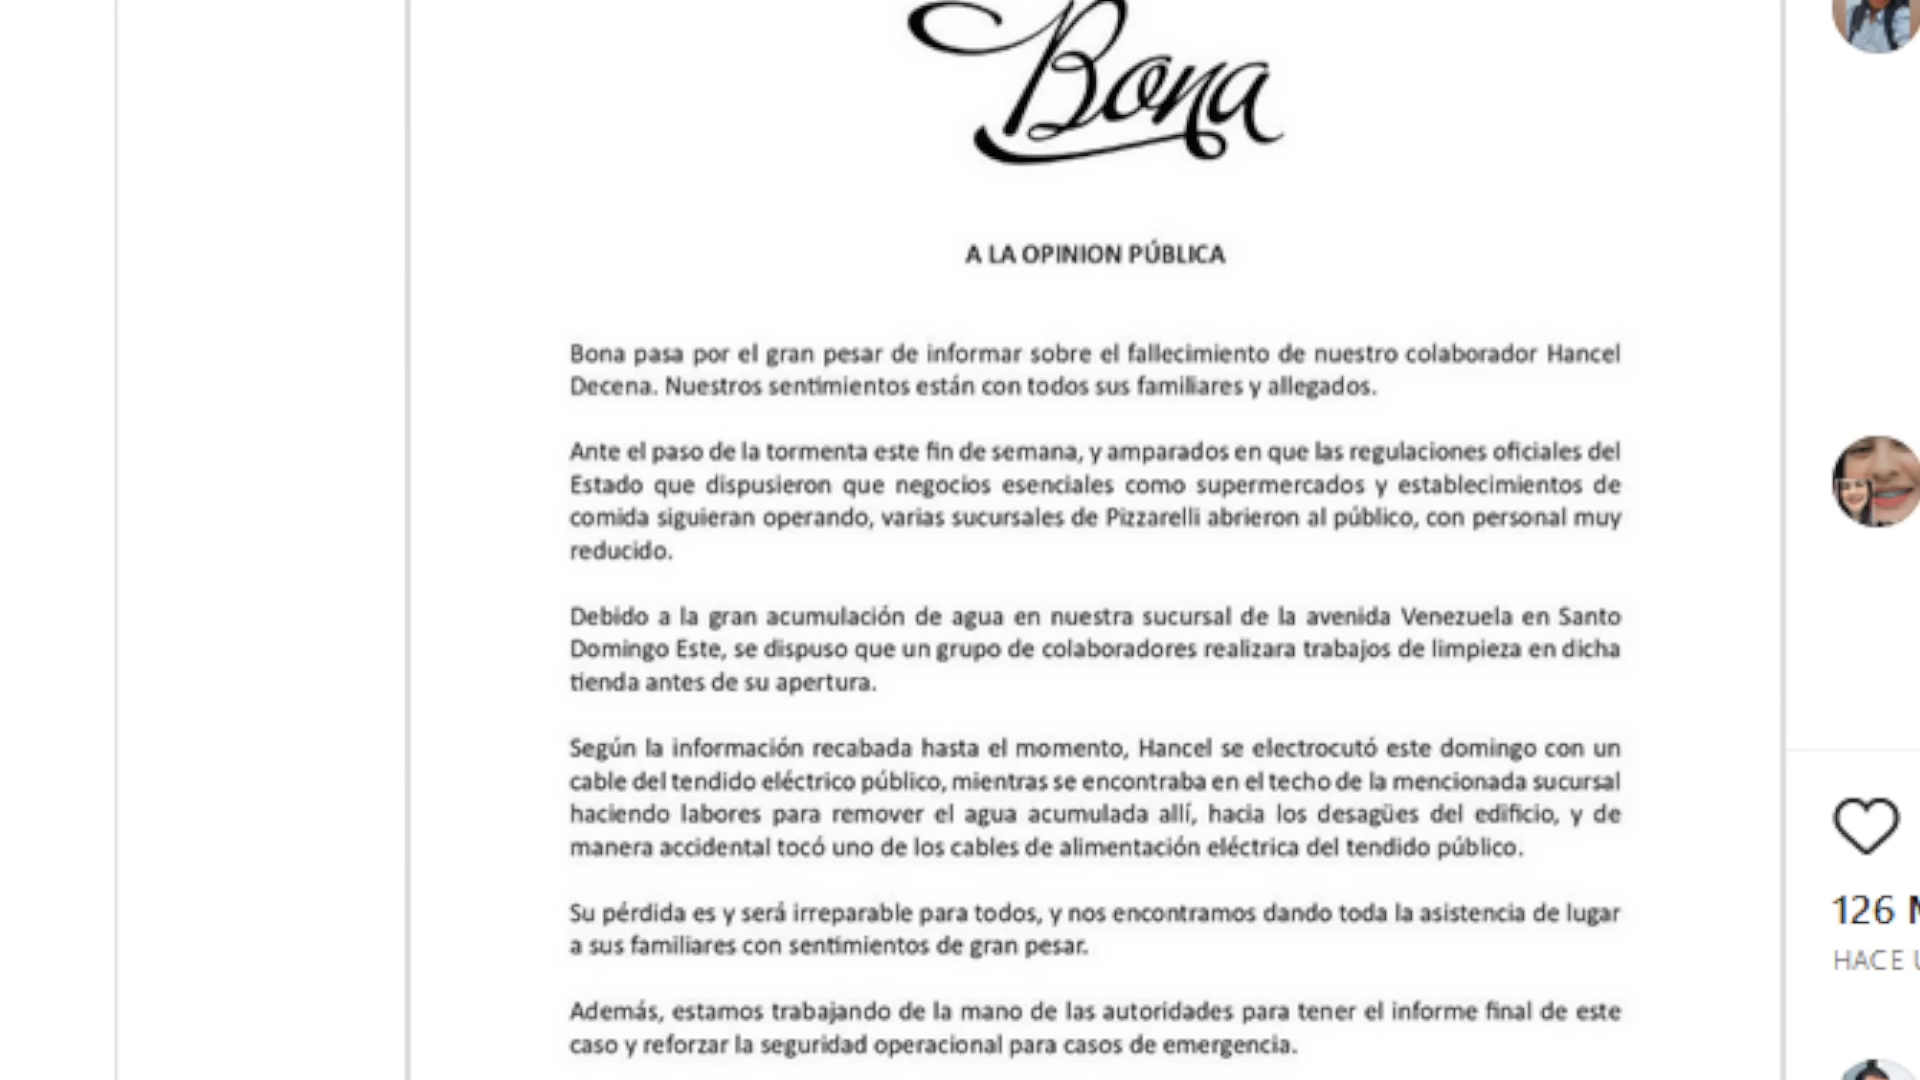 Bona
A LA OPINION PÚBLICA
Bona pasa por el gran pesar de informar sobre el fallecimiento de nuestro colaborador Hancel
Decena. Nuestros sentimientos están con todos sus familiares y allegados.
Ante el paso de la tormenta este fin de semana, y amparados en que las regulaciones oficiales del
Estado que dispusieron que negocios esenciales como supermercados y establecimientos de
comida siguieran operando, varias sucursales de Pizzarelli abrieron al público, con personal muy
reducido.
Debido a la gran acumulación de agua en nuestra sucursal de la avenida Venezuela en Santo
Domingo Este, se dispuso que un grupo de colaboradores realizara trabajos de limpieza en dicha
tienda antes de su apertura.
Según la información recabada hasta el momento, Hancel se electrocutó este domingo con un
cable del tendido eléctrico público, mientras se encontraba en el techo de la mencionada sucursal
haciendo labores para remover el agua acumulada allí, hacia los desagües del edificio, y de
manera accidental tocó uno de los cables de alimentación eléctrica del tendido público.
Su pérdida es y será irreparable para todos, y nos encontramos dando toda la asistencia de lugar
a sus familiares con sentimientos de gran pesar.
Además, estamos trabajando de la mano de las autoridades para tener el informe final de este
caso y reforzar la seguridad operacional para casos de emergencia.
126
HACE